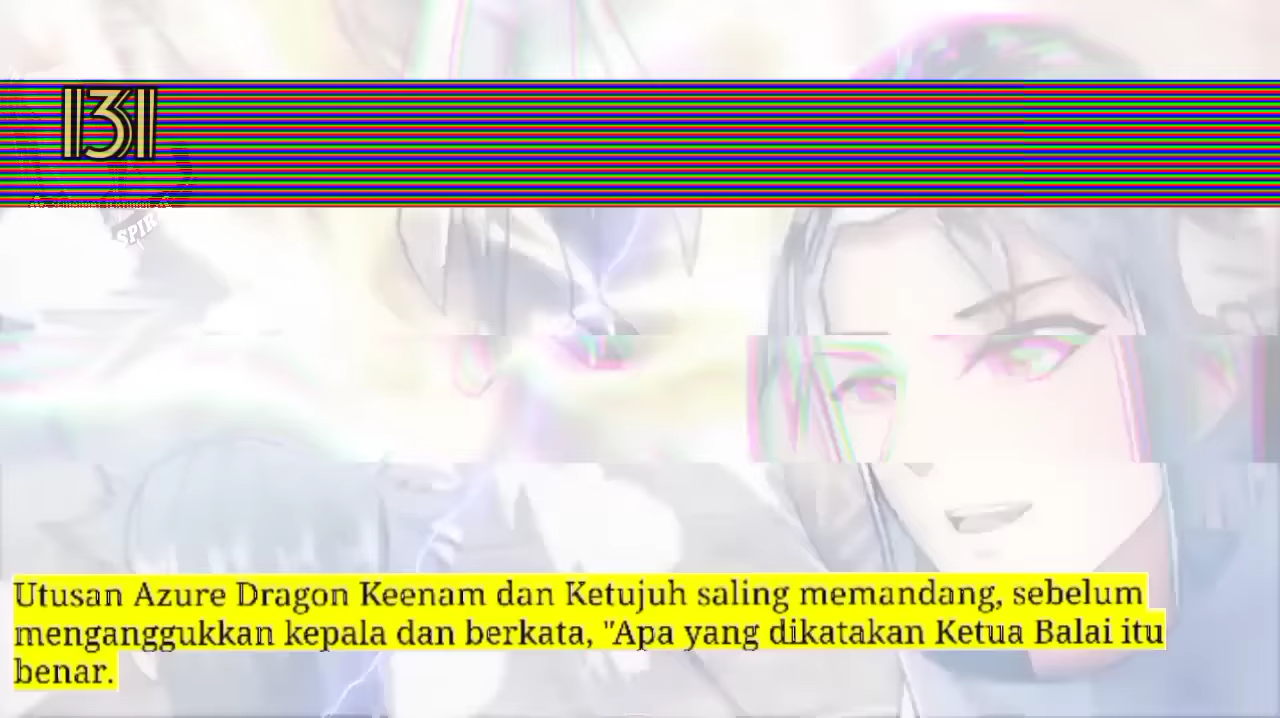 131
SPIR
Utusan Azure Dragon Keenam dan Ketujuh saling memandang, sebelum
menganggukkan kepala dan berkata, "Apa yang dikatakan Ketua Balai itu
benar.